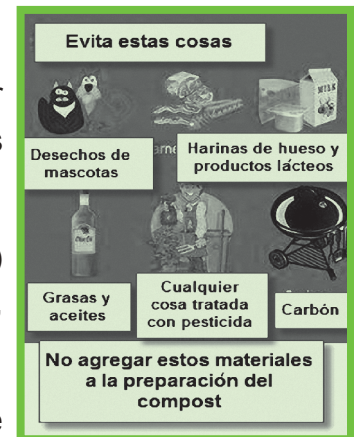 Evita estas cosas
MILK
Desechos de
mascotas
Harinas de hueso y
productos lácteos
Grasas y
aceites
Cualquier
cosa tratada
con pesticida
Carbón
No agregar estos materiales
a la preparación del
compost